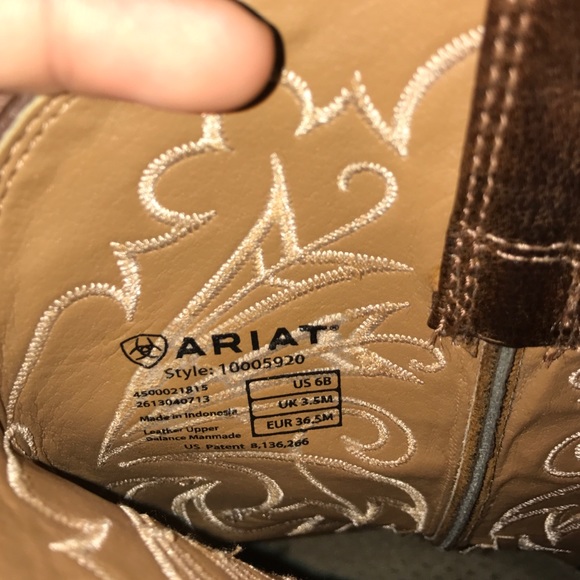 ARIAT
Style: 10005920
4500021815
2613040713
Made in Indonesia
Leather Upper
balance Manmade
US Patent 8,136,266
US 6B
UK 3.5M
EUR 36.5M